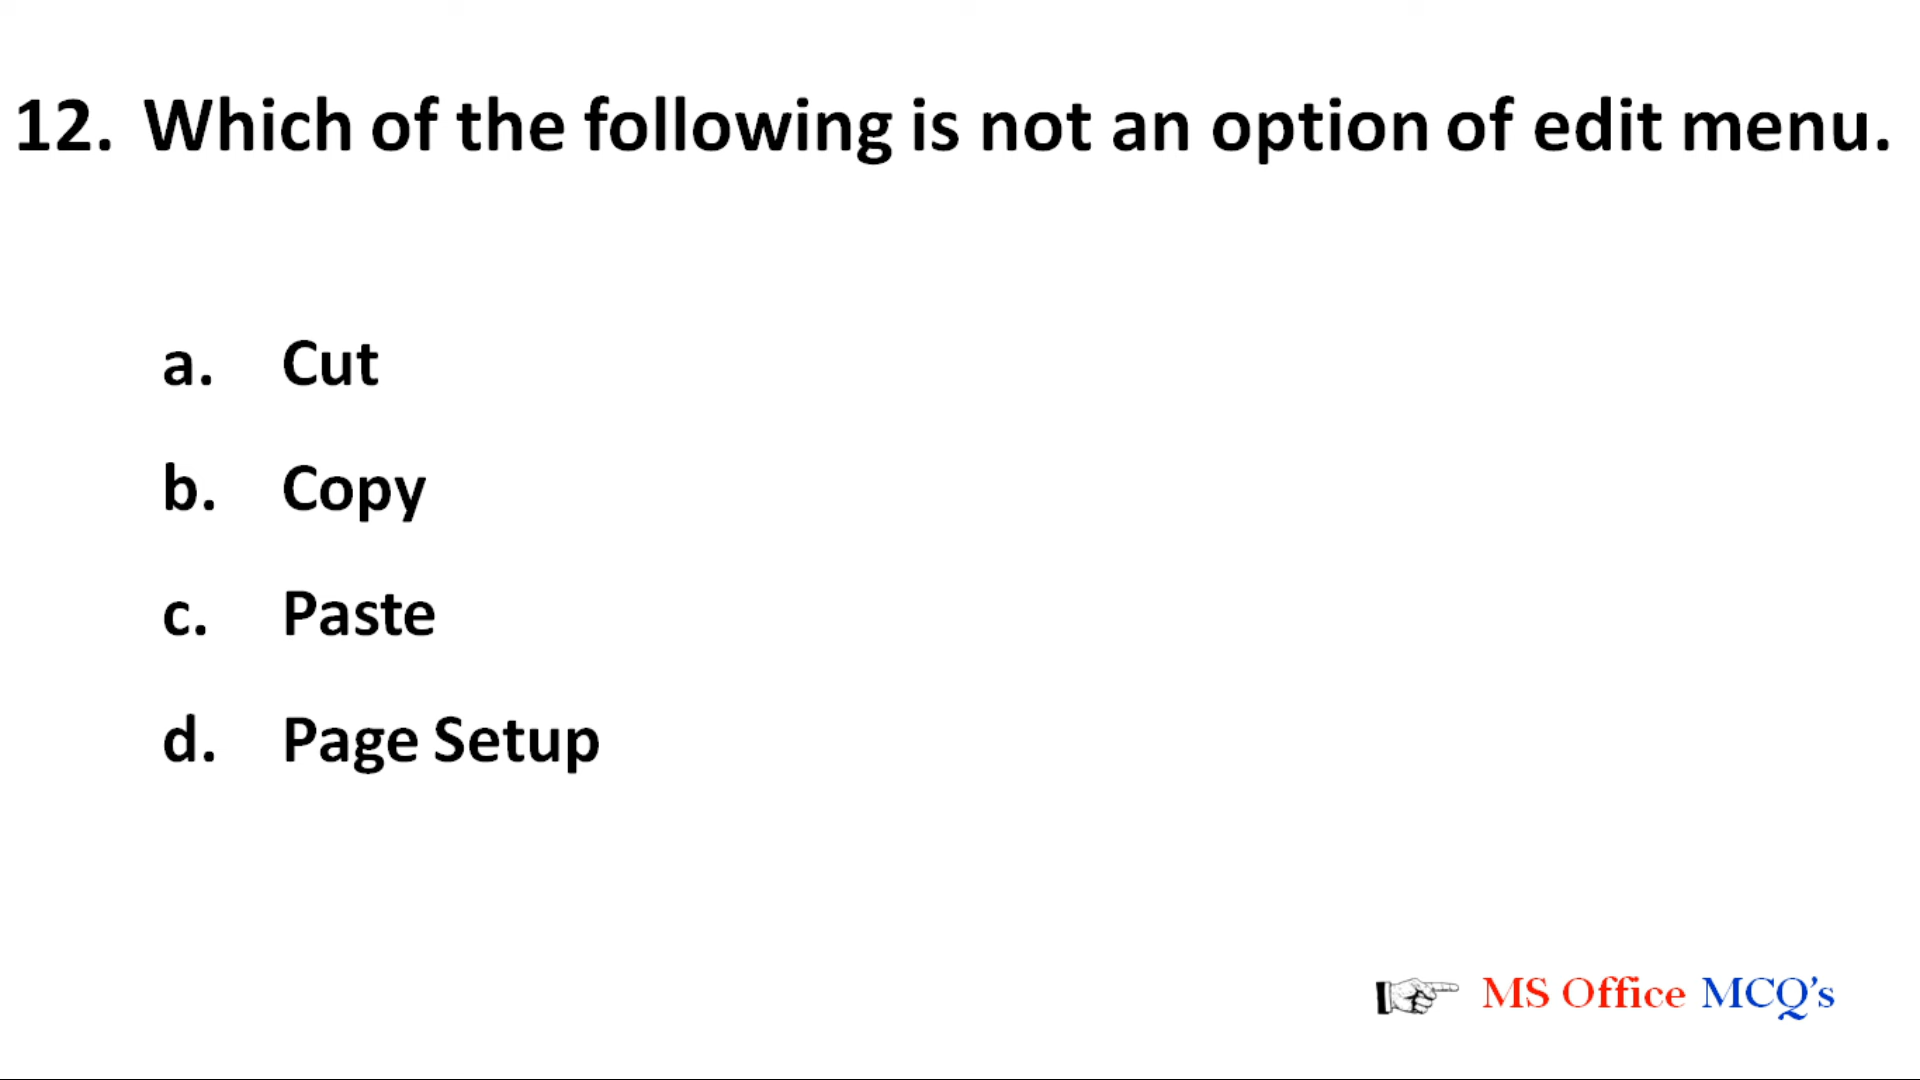 12. Which of the following is not an option of edit menu.
a. Cut
b. Copy
c. Paste
d. Page Setup
MS Office MCQ's